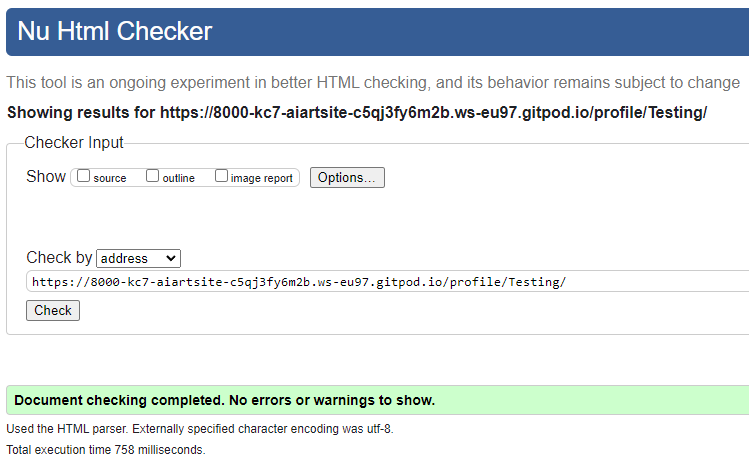 Nu Html Checker
This tool is an ongoing experiment in better HTML checking, and its behavior remains subject to change
Showing results for https://8000-kc7-aiartsite-c5qj3fy6m2b.ws-eu97.gitpod.io/profile/Testing/
Checker Input
Show source outline image report Options...
Check by address
https://8000-kc7-aiartsite-c5qj3fy6m2b.ws-eu97.gitpod.io/profile/Testing/
Check
Document checking completed. No errors or warnings to show.
Used the HTML parser. Externally specified character encoding was utf-8.
Total execution time 758 milliseconds.